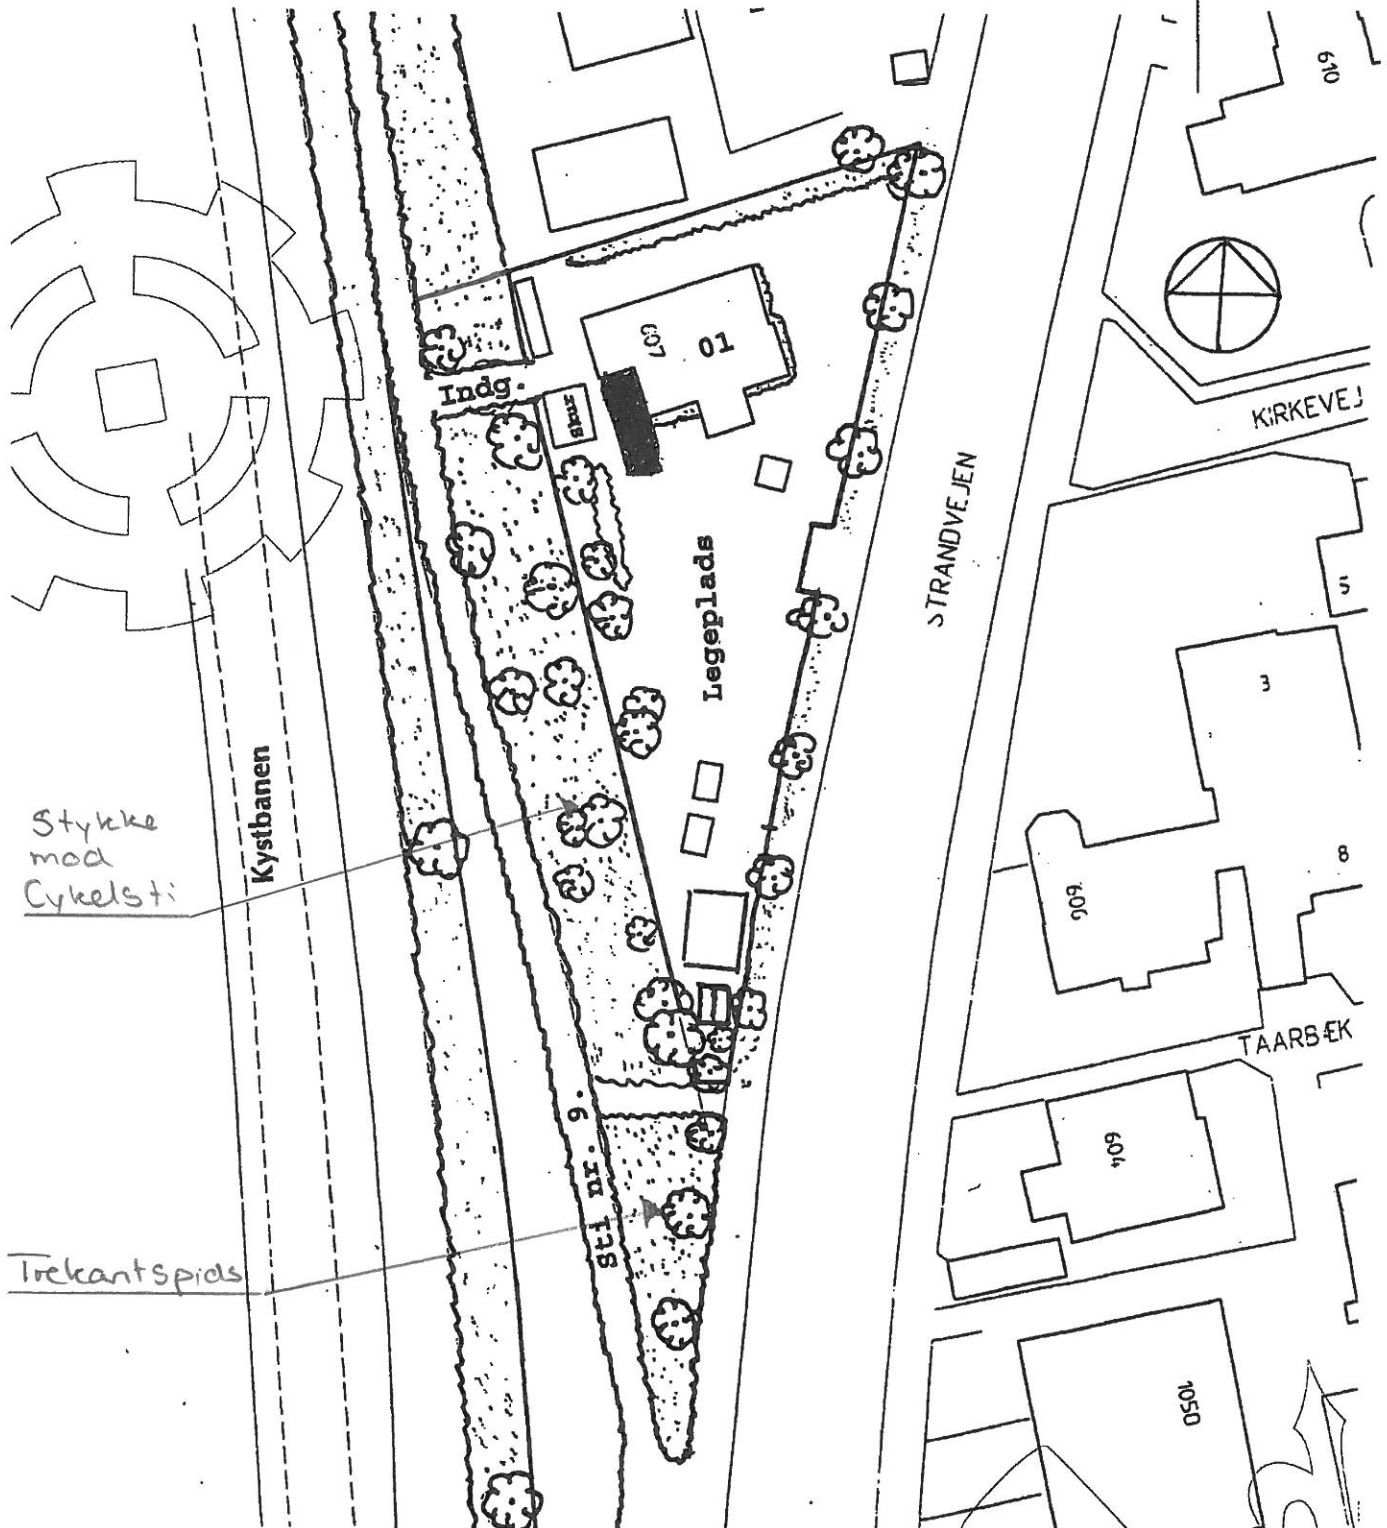 610
607
01
Indg.
Skur
KIRKEVEJ
STRANDVEJEN
Legeplads
5
3
Kystbanen
Stykke
mod
Cykelsti
8
609
TAARBÆK
Sti nr. 9.
604
Trekantspids
1050